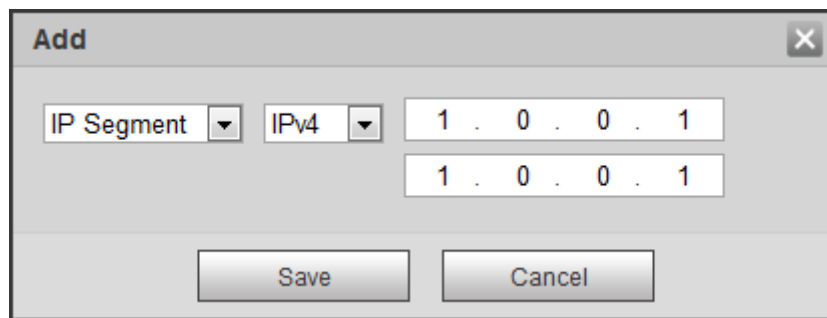 Add
IP Segment IPv4 1 . 0 . 0 . 1
1 . 0 . 0 . 1
Save Cancel